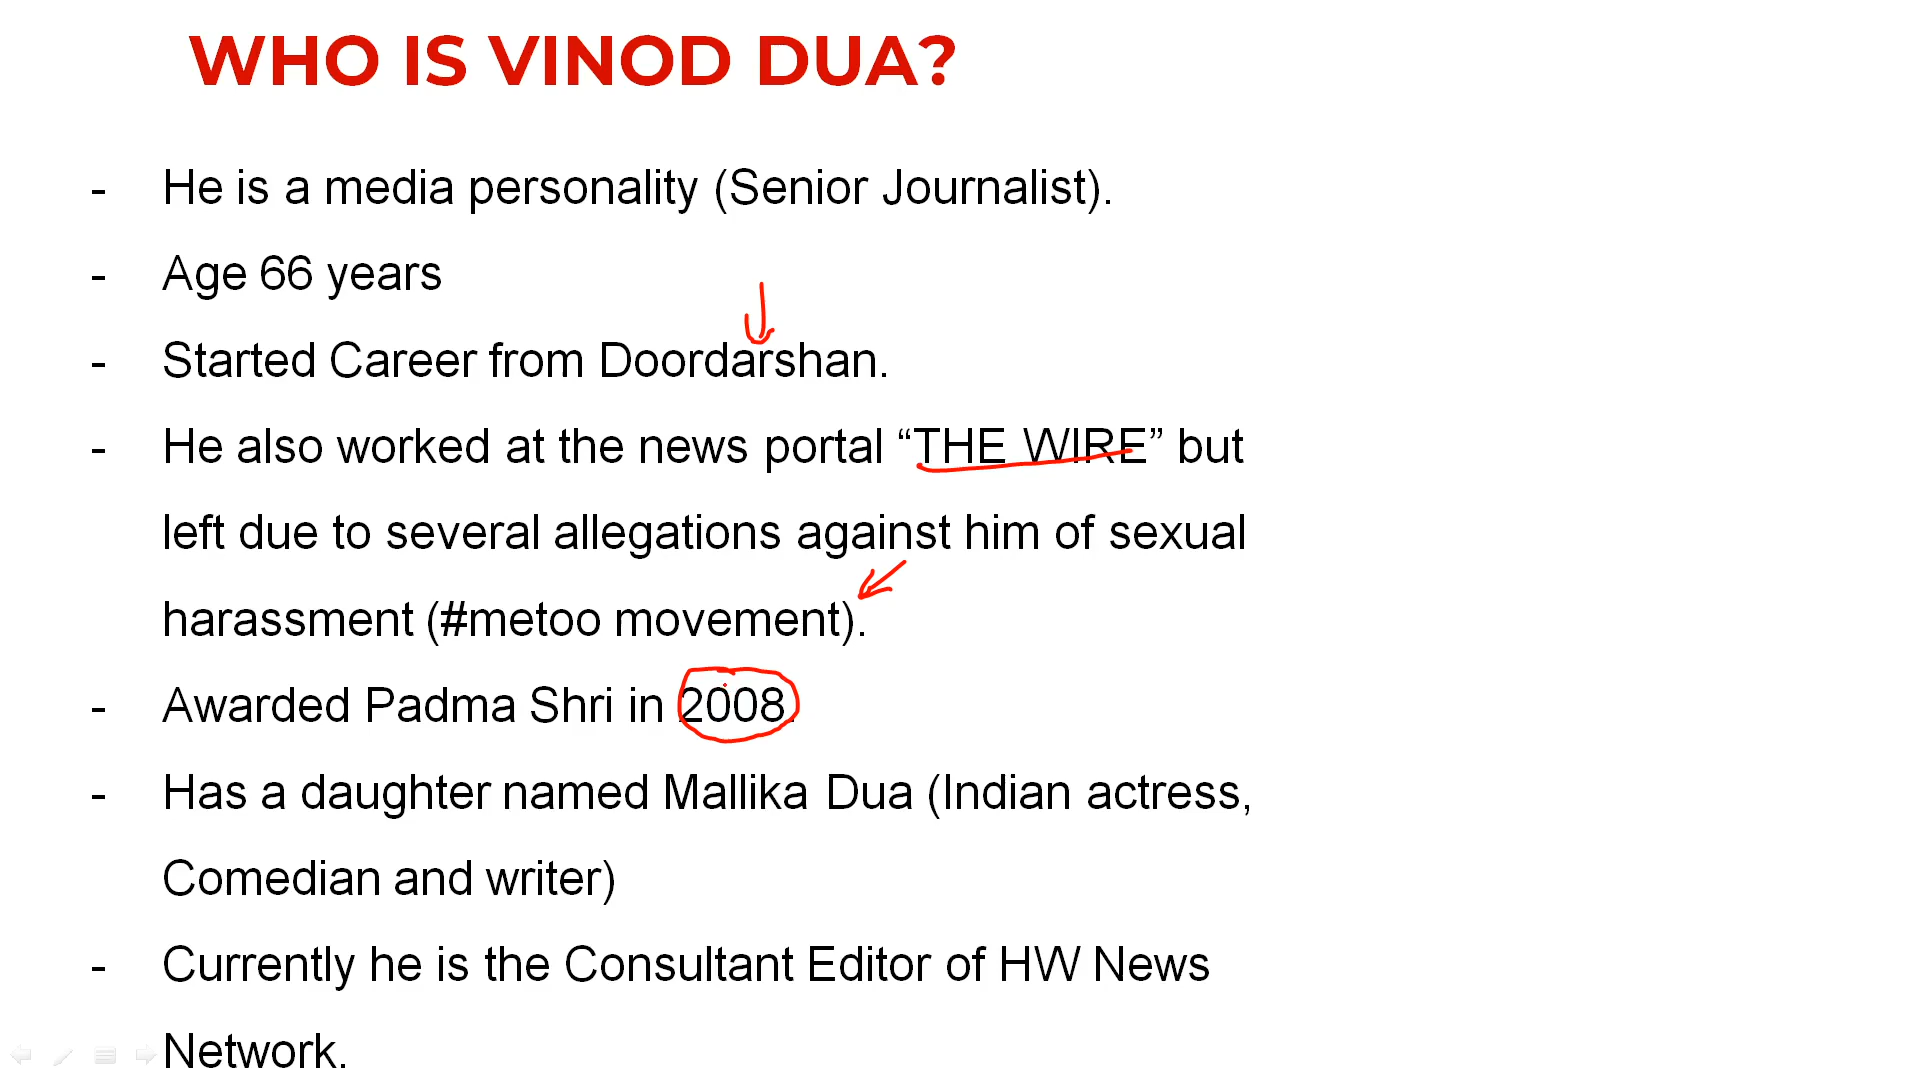 WHO IS VINOD DUA?
- He is a media personality (Senior Journalist).
- Age 66 years
- Started Career from Doordarshan.
- He also worked at the news portal “THE WIRE” but
left due to several allegations against him of sexual
harassment (#metoo movement).
- Awarded Padma Shri in 2008.
- Has a daughter named Mallika Dua (Indian actress,
Comedian and writer)
- Currently he is the Consultant Editor of HW News
Network.